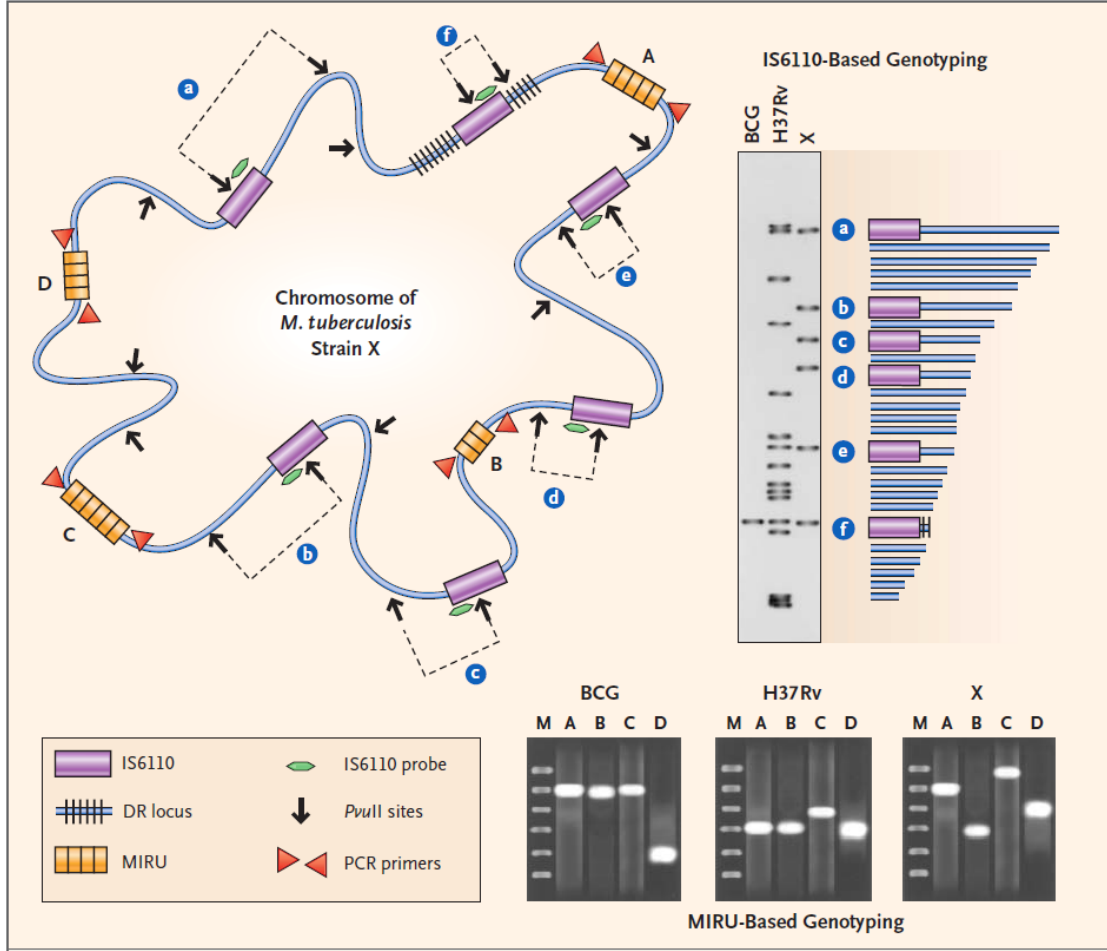 IS6110-Based Genotyping
BCG
H37Rv
X
a
f
A
D
e
Chromosome of
M. tuberculosis
Strain X
B
d
C
b
c
a
b
c
d
e
f
BCG
M A B C D
H37Rv
M A B C D
X
M A B C D
MIRU-Based Genotyping
IS6110
IS6110 probe
DR locus
PvuII sites
MIRU
PCR primers